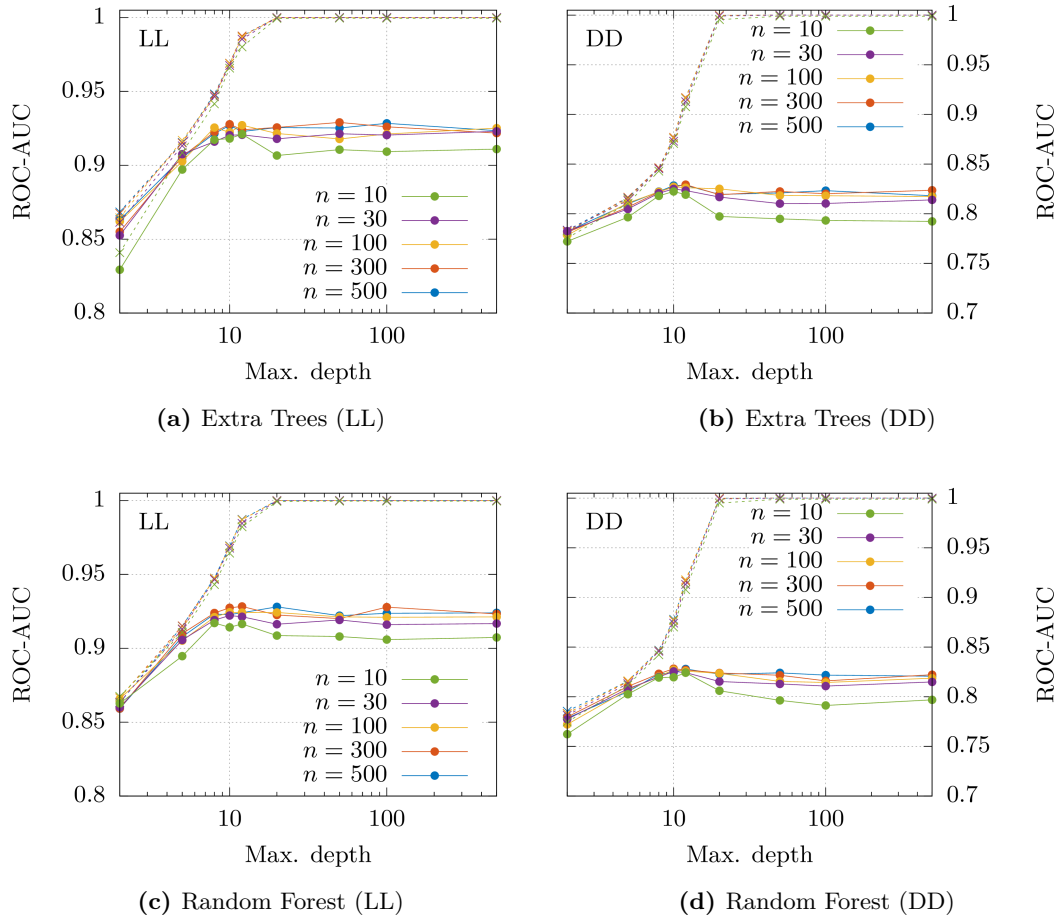 LL
ROC-AUC
1
0.95
0.9
0.85
0.8
n = 10
n = 30
n = 100
n = 300
n = 500
10
100
Max. depth
(a) Extra Trees (LL)
DD
n = 10
n = 30
n = 100
n = 300
n = 500
1
0.95
0.9
0.85
0.8
0.75
0.7
ROC-AUC
10
100
Max. depth
(b) Extra Trees (DD)
LL
ROC-AUC
1
0.95
0.9
0.85
0.8
n = 10
n = 30
n = 100
n = 300
n = 500
10
100
Max. depth
(c) Random Forest (LL)
DD
n = 10
n = 30
n = 100
n = 300
n = 500
1
0.95
0.9
0.85
0.8
0.75
0.7
ROC-AUC
10
100
Max. depth
(d) Random Forest (DD)